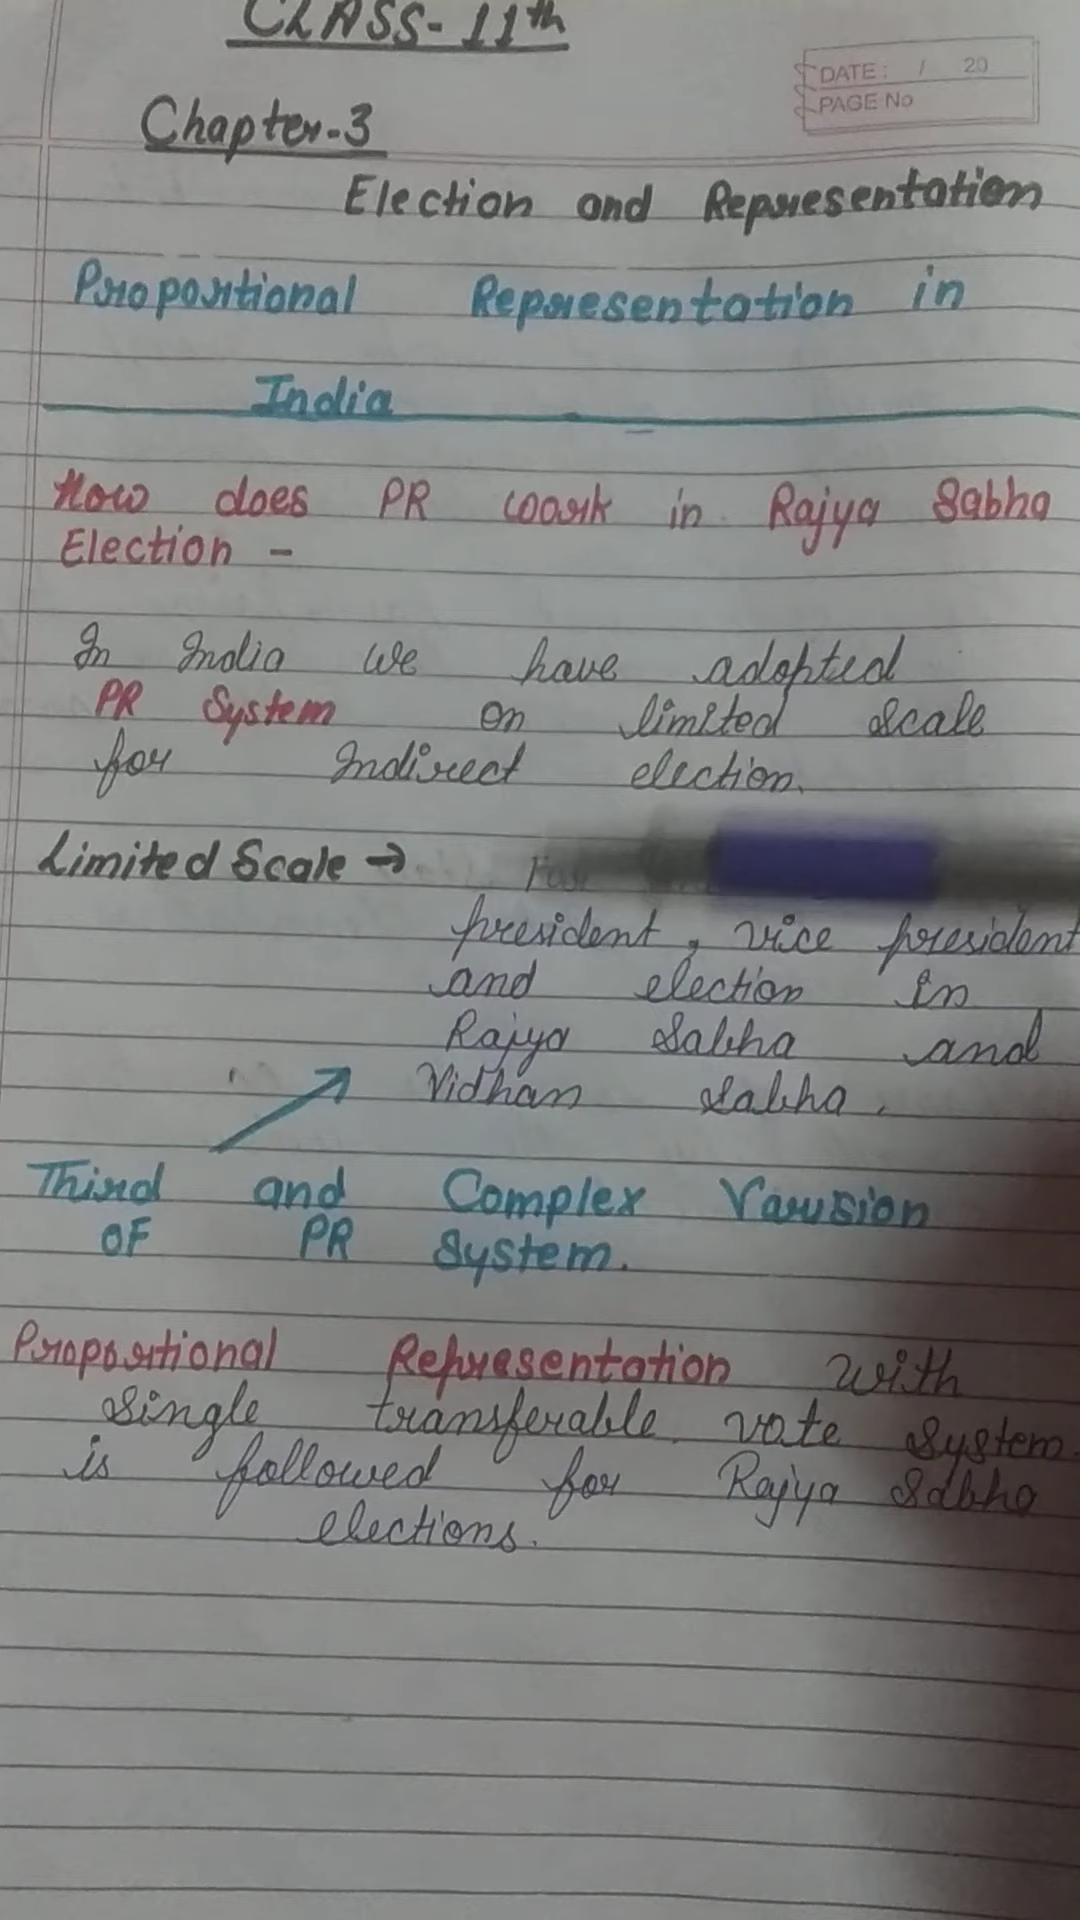 CLASS- 11th
DATE: / 20
PAGE No
Chapter-3
Election and Representation
Proportional Representation in
India
How does PR work in Rajya Sabha
Election -
In India we have adopted
PR System on limited scale
for Indirect election.
Limited Scale → For
president, vice president
and election in
Rajya Sabha and
Vidhan Sabha.
Third and Complex Varusion
OF PR System.
Proportional Representation with
single transferable vote system
is followed for Rajya Sabha
elections.